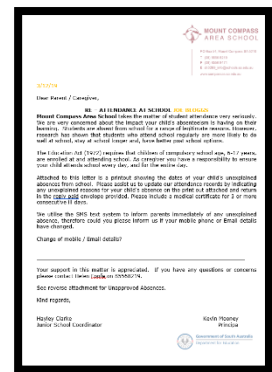 MOUNT COMPASS
AREA SCHOOL
Dear Parent / Caregiver,
RE – ATTENDANCE AT SCHOOL
Mount Compass Area School takes the matter of student attendance very seriously.
We are very concerned about the impact your child's absenteeism is having on their
learning. Students are absent from school for a range of legitimate reasons. However,
research has shown that students who attend school regularly are more likely to do
well at school, stay at school longer and, have better post school options.
The Education Act (1972) requires that children of compulsory school age, 6-17 years,
are enrolled at and attending school. As caregiver you have a responsibility to ensure
your child attends school every day, and for the entire day.
Attached to this letter is a printout showing the dates of your child's unexplained
absences from school. Please assist us to update our attendance records by indicating
any unexplained reasons for your child's absence on the print out attached and return
in the envelope provided. Please include a medical certificate for 3 or more
consecutive ill days.
We utilise the SMS text system to inform parents immediately of any unexplained
absence, therefore could you please inform us if your mobile phone or Email details
have changed.
Change of mobile / Email details?
Your support in this matter is appreciated. If you have any questions or concerns
please contact Helen on
See reverse attachment for Unapproved Absences.
Kind regards,
Hayley Clarke
Kevin Mooney
Junior School Coordinator
Principa
Government of South Australia